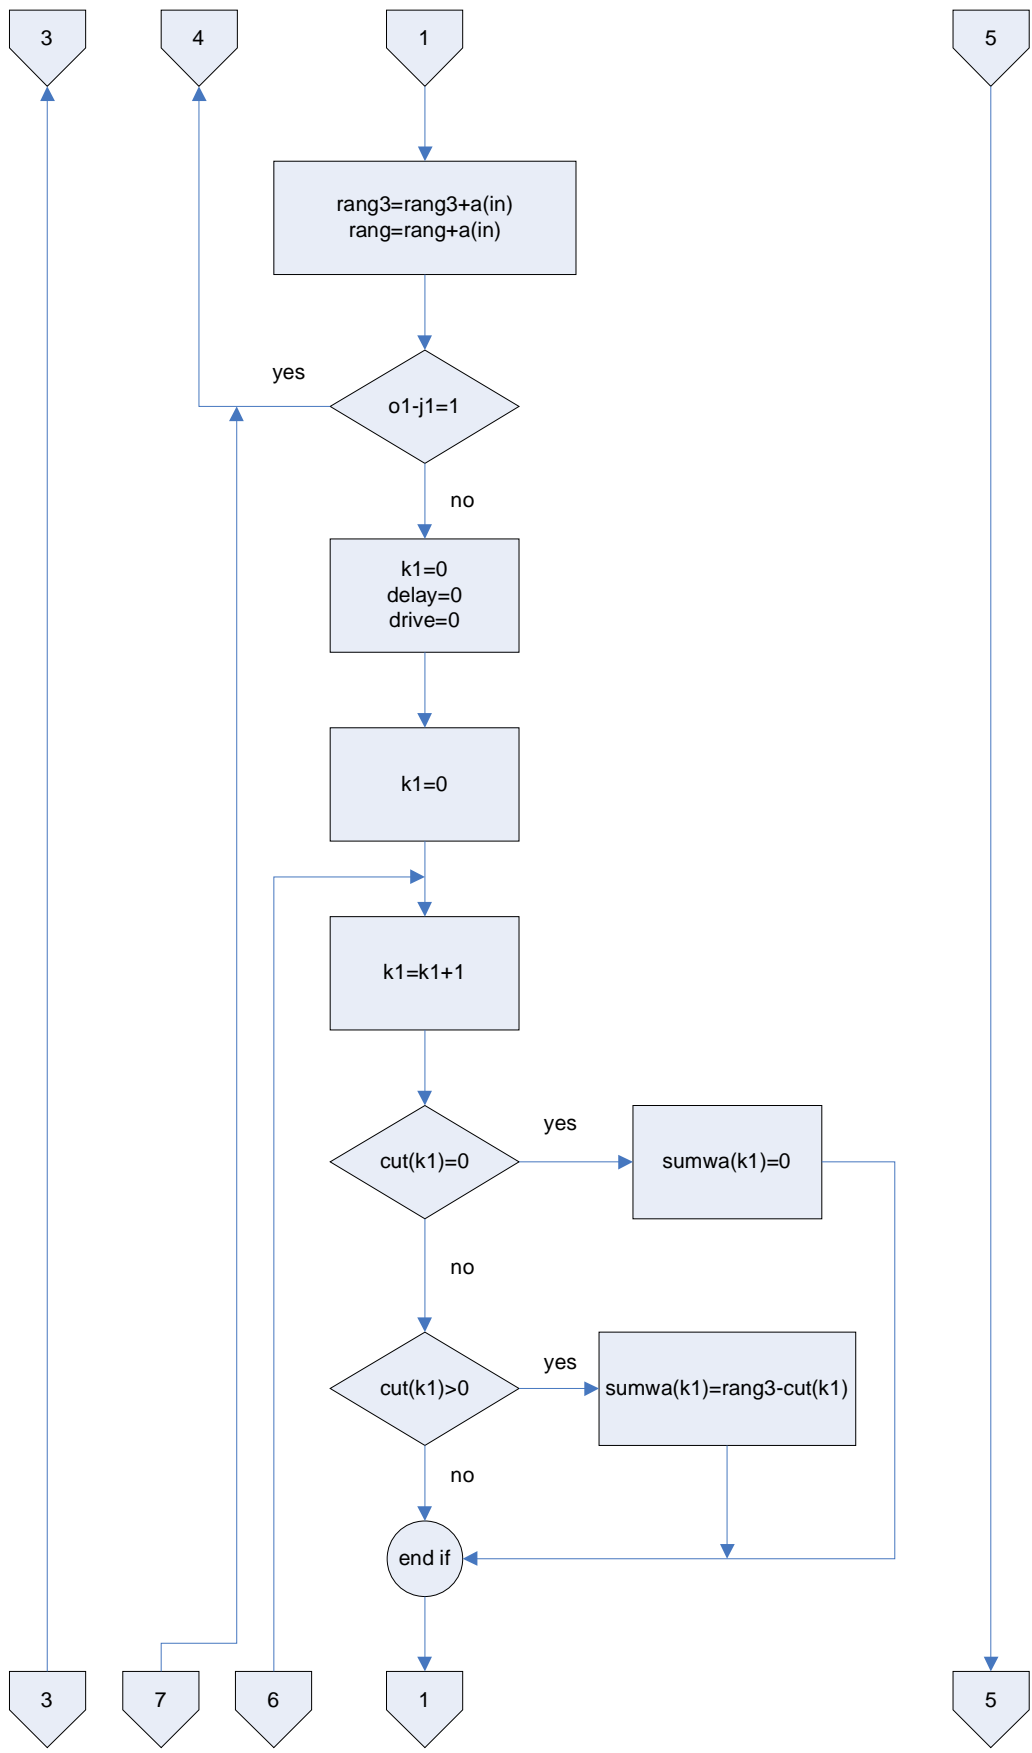 3
4
1
5
rang3=rang3+a(in)
rang=rang+a(in)
yes
o1-j1=1
no
k1=0
delay=0
drive=0
k1=0
k1=k1+1
cut(k1)=0
yes
sumwa(k1)=0
no
cut(k1)>0
yes
sumwa(k1)=rang3-cut(k1)
no
end if
3
7
6
1
5